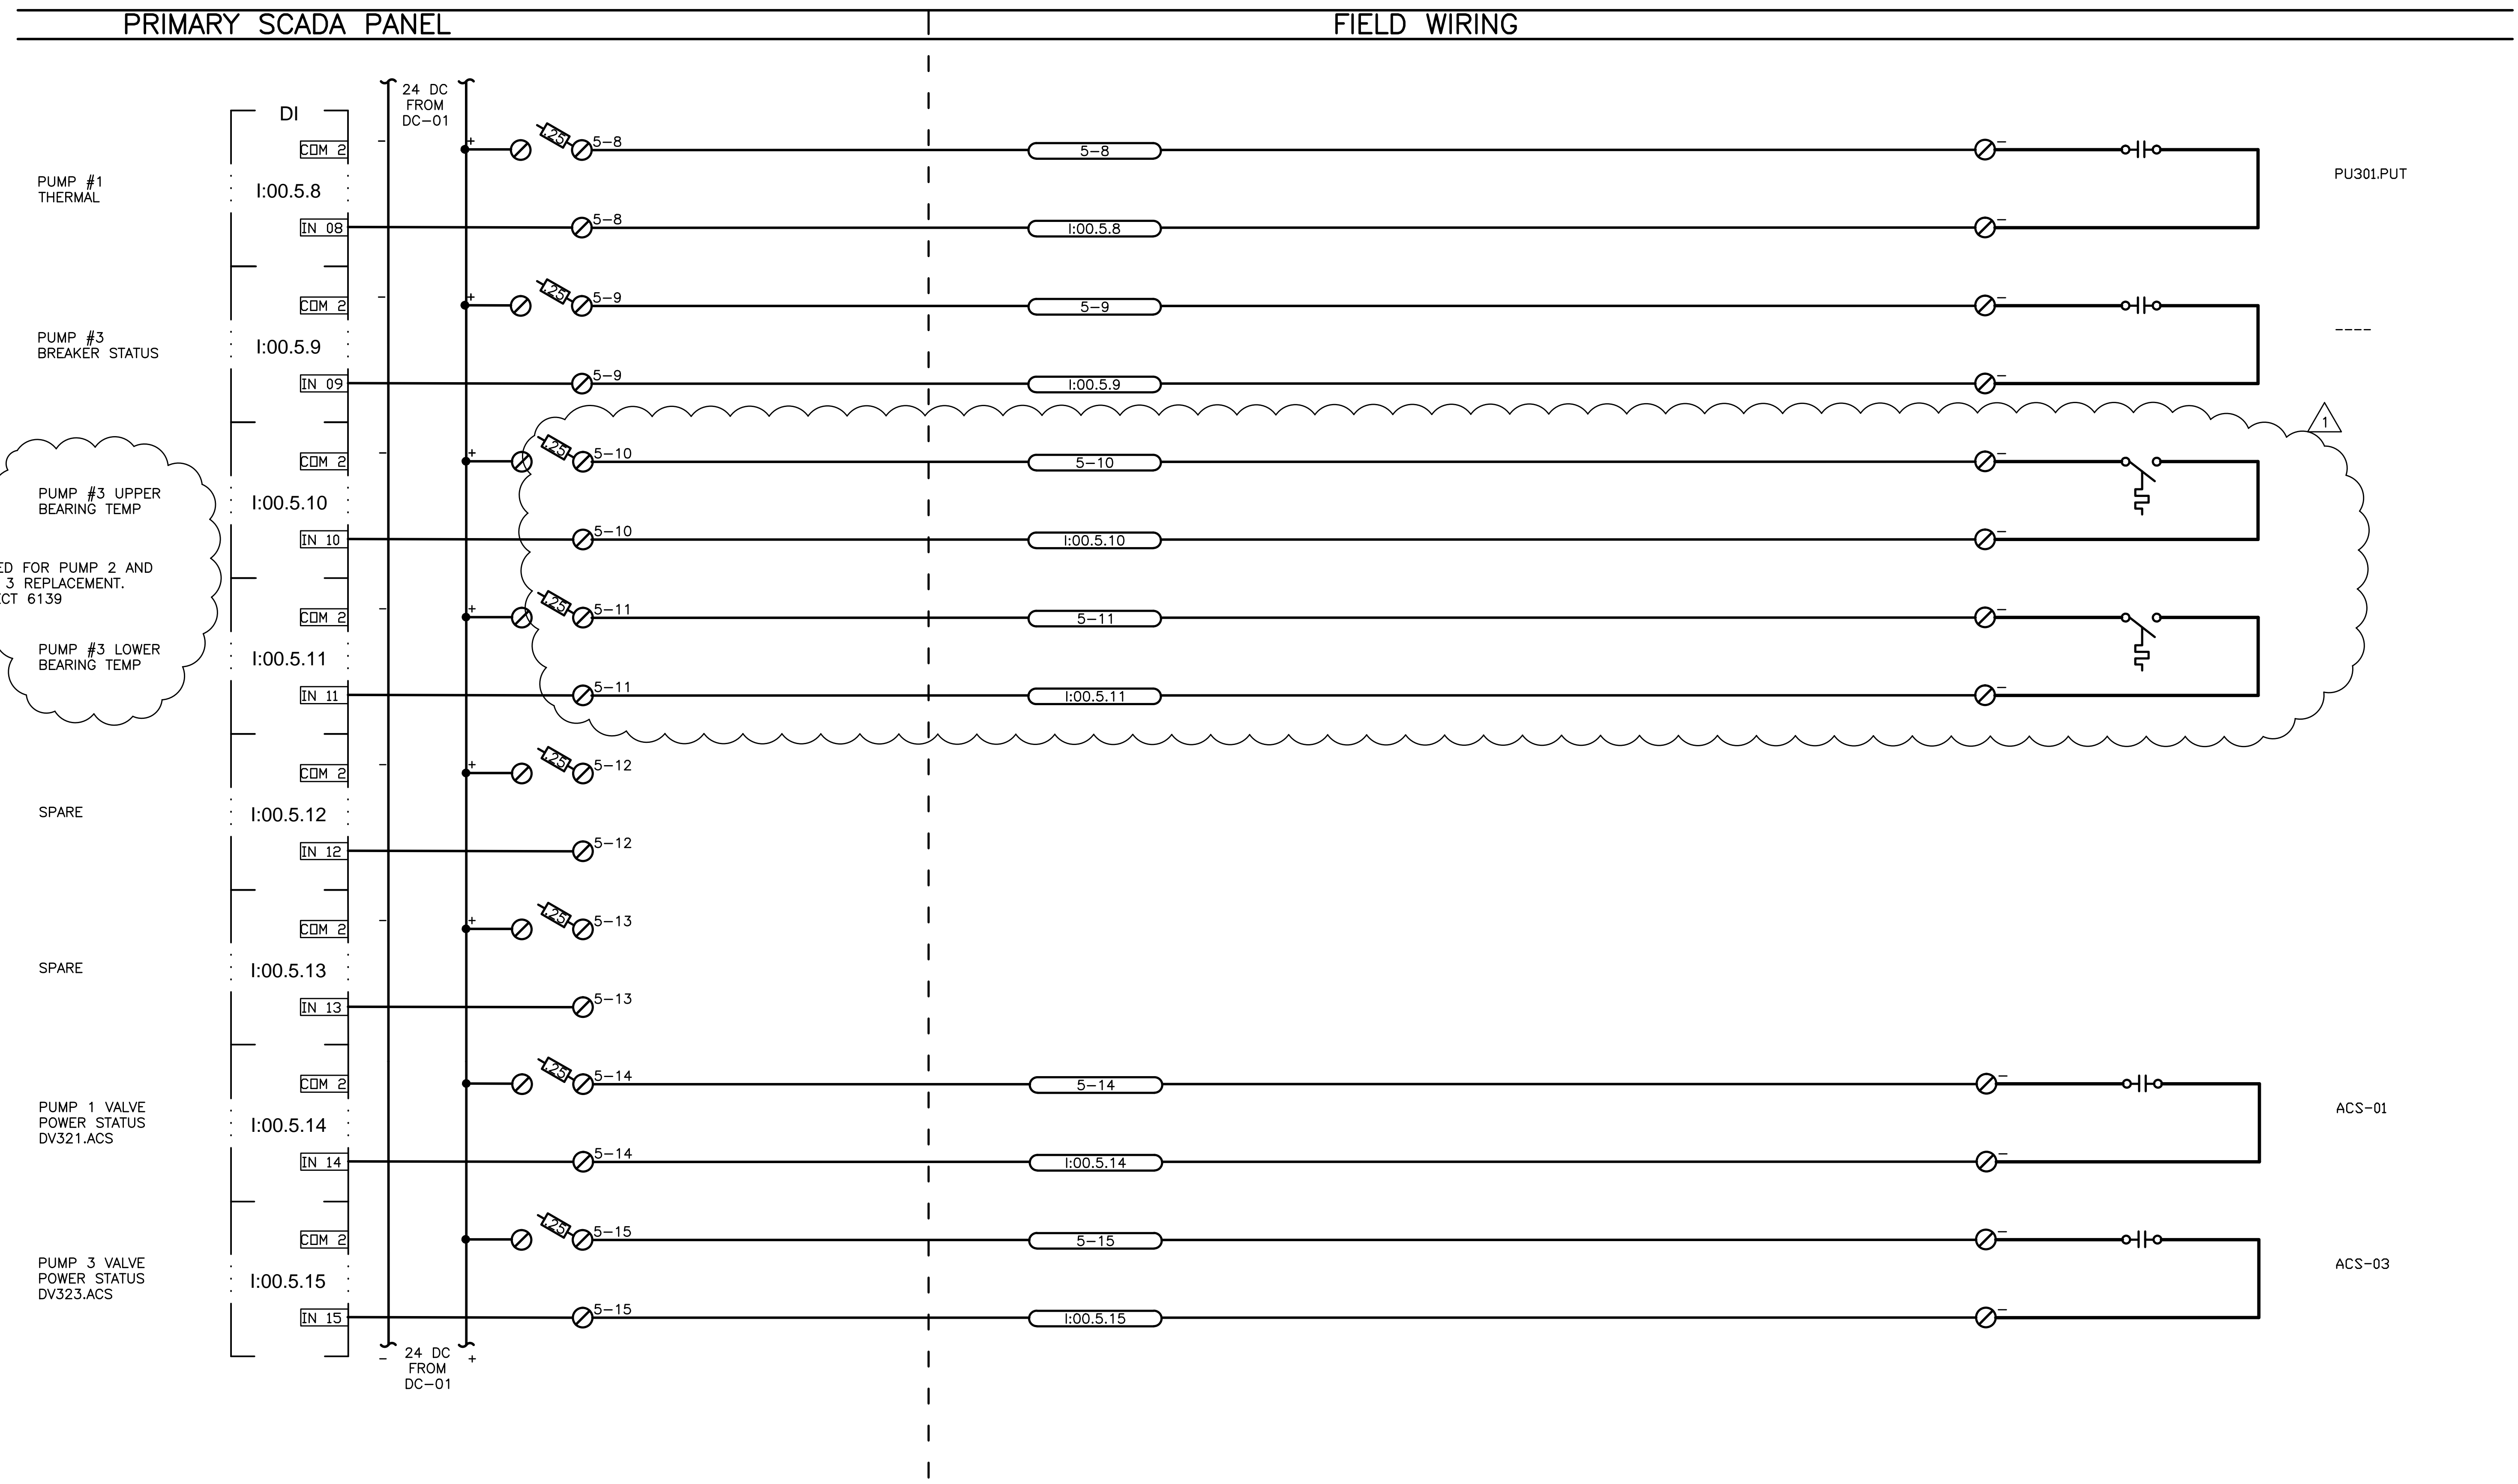 PRIMARY SCADA PANEL
FIELD WIRING
24 DC
FROM
DC-01
DI
COM 2
- +
.25
5-8
5-8
-
PUMP #1
THERMAL
I:00.5.8
PU301.PUT
IN 08
5-8
I:00.5.8
-
COM 2
- +
.25
5-9
5-9
-
PUMP #3
BREAKER STATUS
I:00.5.9
----
IN 09
5-9
I:00.5.9
-
1
COM 2
- +
.25
5-10
5-10
-
PUMP #3 UPPER
BEARING TEMP
I:00.5.10
IN 10
5-10
I:00.5.10
-
FOR PUMP 2 AND
3 REPLACEMENT.
6139
COM 2
- +
.25
5-11
5-11
-
PUMP #3 LOWER
BEARING TEMP
I:00.5.11
IN 11
5-11
I:00.5.11
-
COM 2
- +
.25
5-12
SPARE
I:00.5.12
IN 12
5-12
COM 2
- +
.25
5-13
SPARE
I:00.5.13
IN 13
5-13
COM 2
.25
5-14
5-14
-
PUMP 1 VALVE
POWER STATUS
DV321.ACS
I:00.5.14
ACS-01
IN 14
5-14
I:00.5.14
-
COM 2
.25
5-15
5-15
-
PUMP 3 VALVE
POWER STATUS
DV323.ACS
I:00.5.15
ACS-03
IN 15
5-15
I:00.5.15
-
- +
24 DC
FROM
DC-01